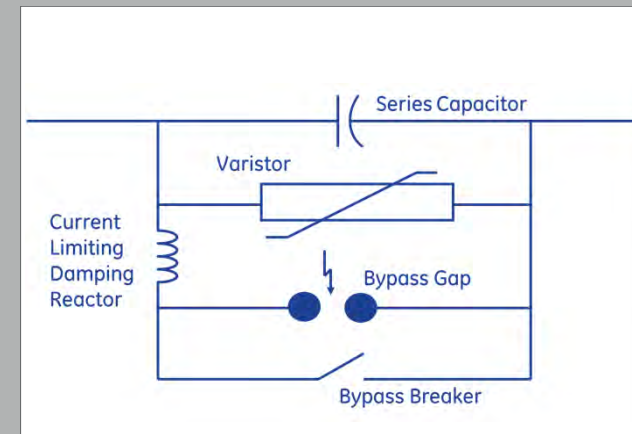 Series Capacitor
Varistor
Current
Limiting
Damping
Reactor
Bypass Gap
Bypass Breaker